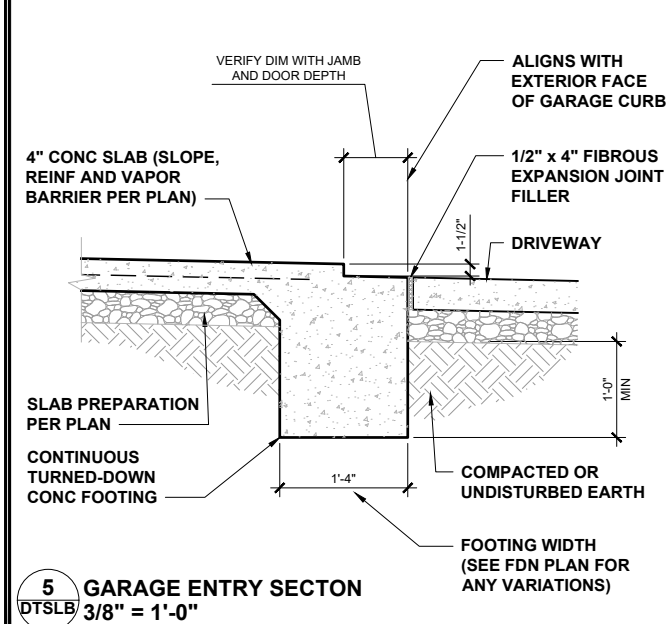 VERIFY DIM WITH JAMB
AND DOOR DEPTH
ALIGNS WITH
EXTERIOR FACE
OF GARAGE CURB
4" CONC SLAB (SLOPE,
REINF AND VAPOR
BARRIER PER PLAN)
1/2" x 4" FIBROUS
EXPANSION JOINT
FILLER
1-1/2"
DRIVEWAY
SLAB PREPARATION
PER PLAN
1'-0"
MIN
CONTINUOUS
TURNED-DOWN
CONC FOOTING
1'-4"
COMPACTED OR
UNDISTURBED EARTH
FOOTING WIDTH
(SEE FDN PLAN FOR
ANY VARIATIONS)
5
DTSLB
GARAGE ENTRY SECTON
3/8" = 1'-0"